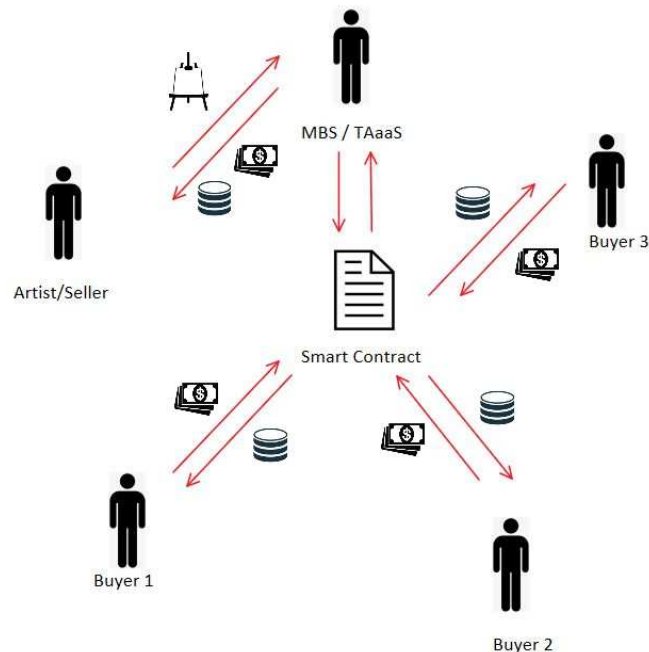 MBS / TAaaS
Buyer 3
Artist/Seller
Smart Contract
Buyer 1
Buyer 2